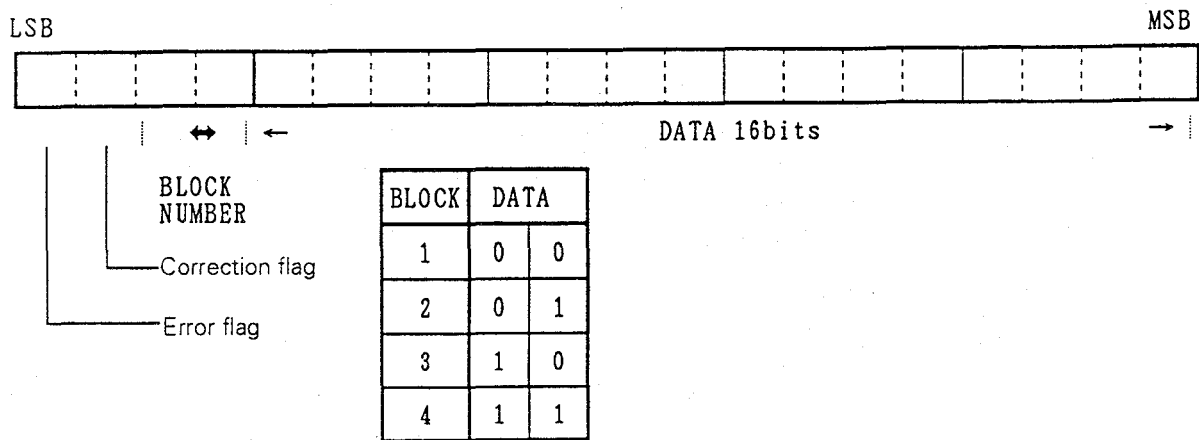 LSB MSB
↔ ← DATA 16bits →
BLOCK
NUMBER
Correction flag
Error flag
BLOCK DATA
1 0 0
2 0 1
3 1 0
4 1 1